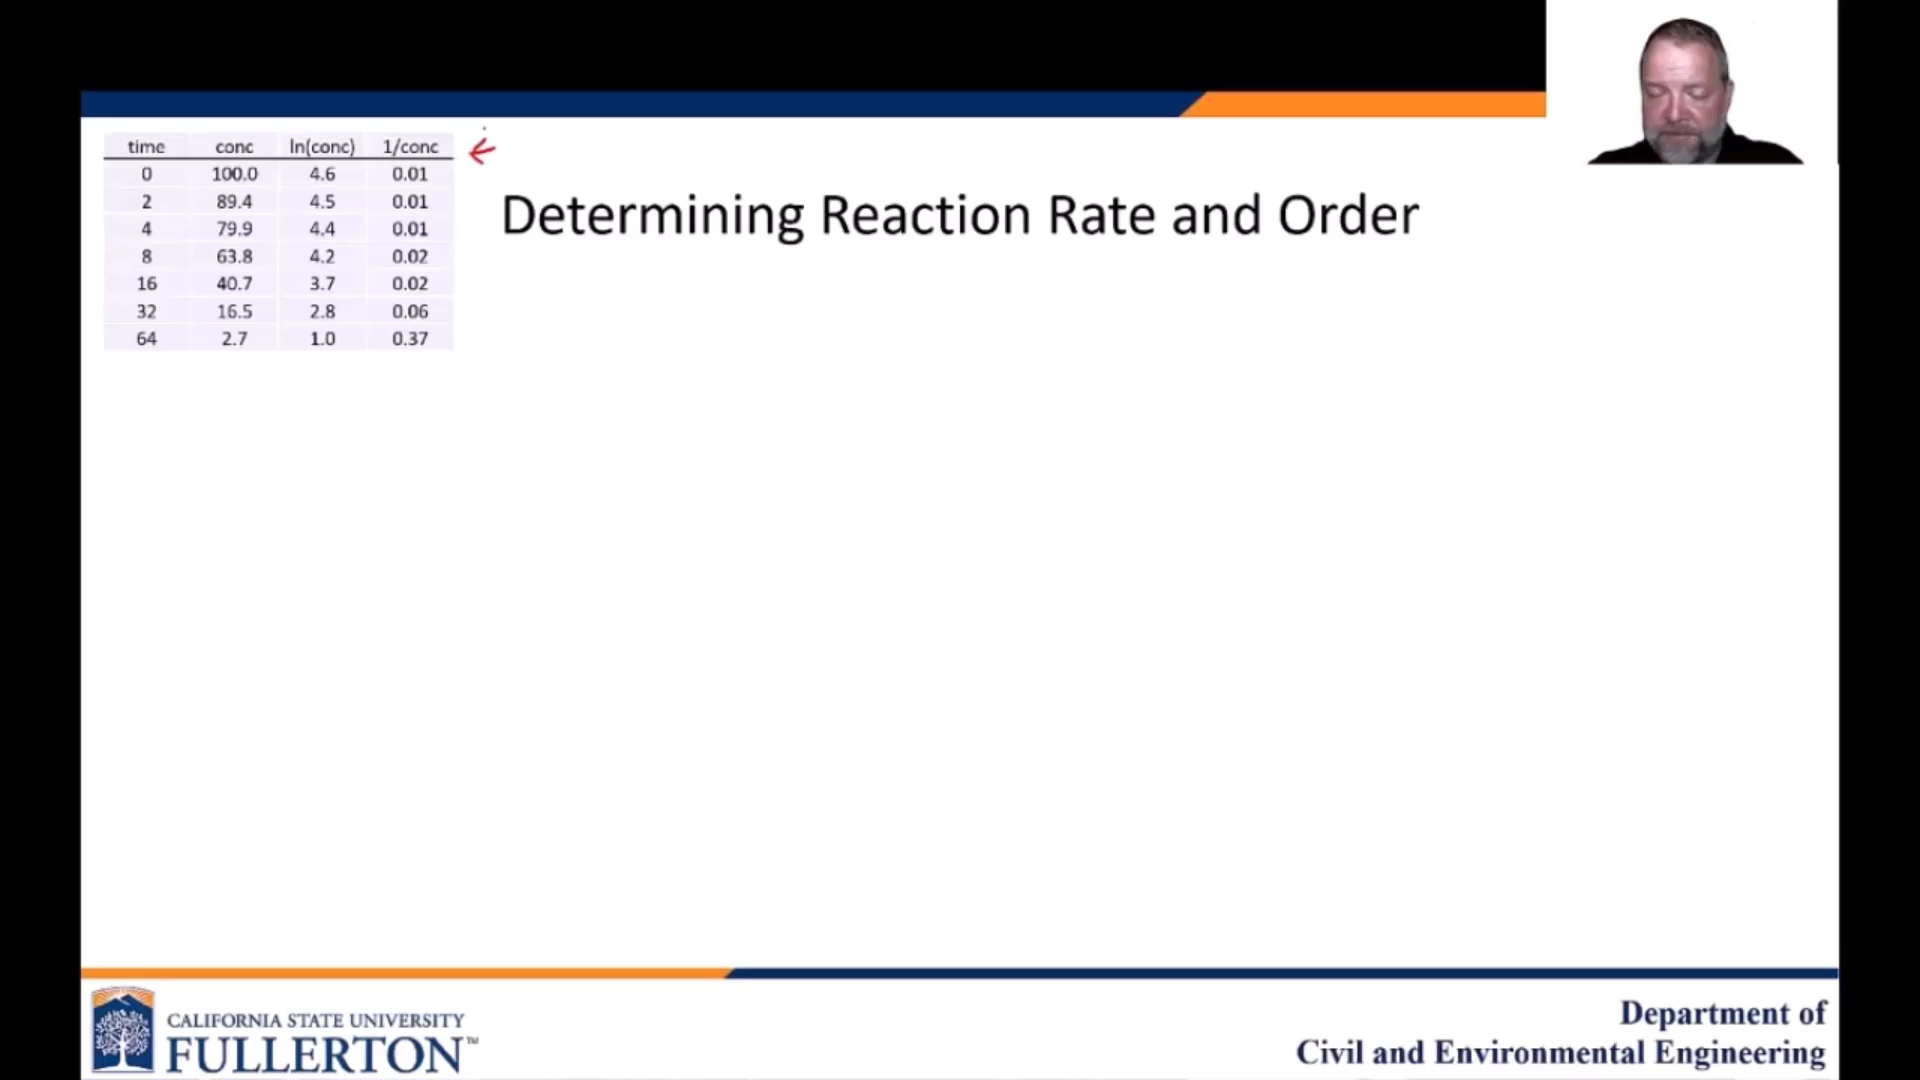 time conc ln(conc) 1/conc
0 100.0 4.6 0.01
2 89.4 4.5 0.01
4 79.9 4.4 0.01
8 63.8 4.2 0.02
16 40.7 3.7 0.02
32 16.5 2.8 0.06
64 2.7 1.0 0.37
Determining Reaction Rate and Order
CALIFORNIA STATE UNIVERSITY
FULLERTON™
Department of
Civil and Environmental Engineering